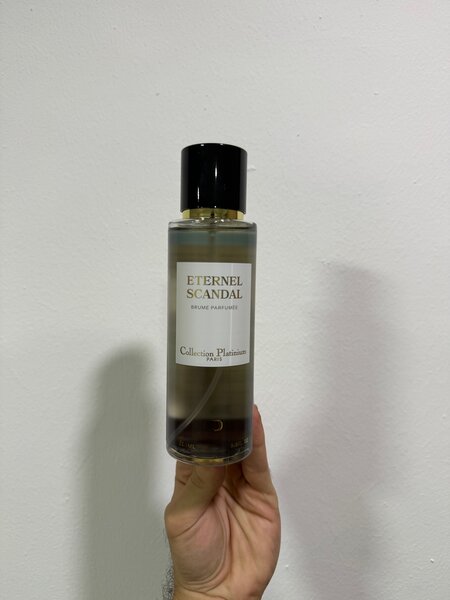 ETERNEL
SCANDAL
BRUME PARFUMÉE
Collection Platinium
PARIS